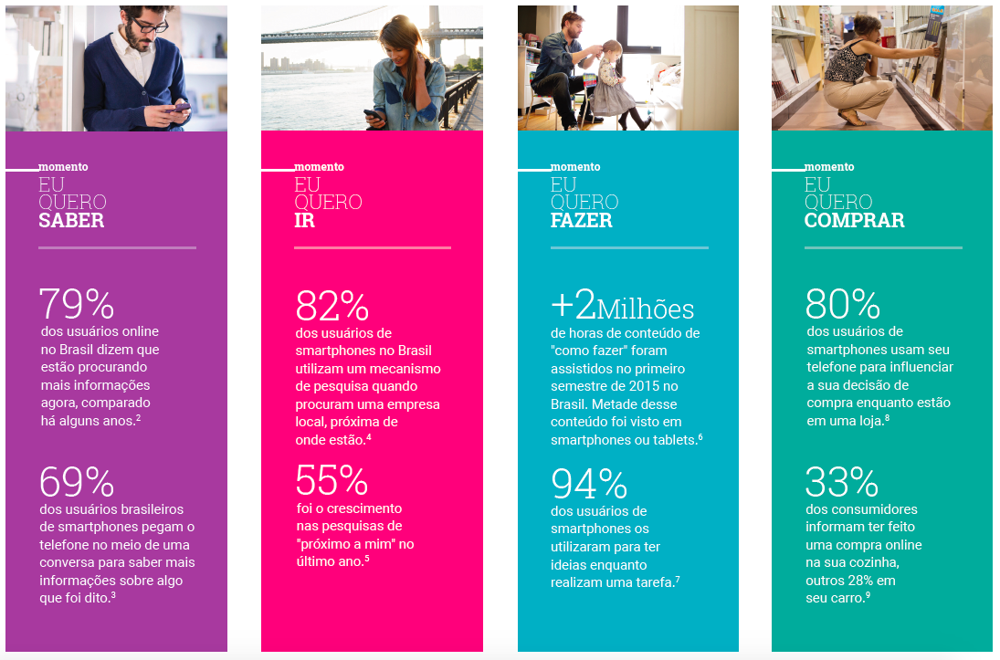 momento
EU
QUERO
SABER
79%
dos usuários online
no Brasil dizem que
estão procurando
mais informações
agora, comparado
há alguns anos.²
69%
dos usuários brasileiros
de smartphones pegam o
telefone no meio de uma
conversa para saber mais
informações sobre algo
que foi dito.³
momento
EU
QUERO
IR
82%
dos usuários de
smartphones no Brasil
utilizam um mecanismo
de pesquisa quando
procuram uma empresa
local, próxima de
onde estão.⁴
55%
foi o crescimento
nas pesquisas de
"próximo a mim" no
último ano.⁵
momento
EU
QUERO
FAZER
+2Milhões
de horas de conteúdo de
"como fazer" foram
assistidos no primeiro
semestre de 2015 no
Brasil. Metade desse
conteúdo foi visto em
smartphones ou tablets.⁶
94%
dos usuários de
smartphones os
utilizaram para ter
ideias enquanto
realizam uma tarefa.⁷
momento
EU
QUERO
COMPRAR
80%
dos usuários de
smartphones usam seu
telefone para influenciar
a sua decisão de
compra enquanto estão
em uma loja.⁸
33%
dos consumidores
informam ter feito
uma compra online
na sua cozinha,
outros 28% em
seu carro.⁹